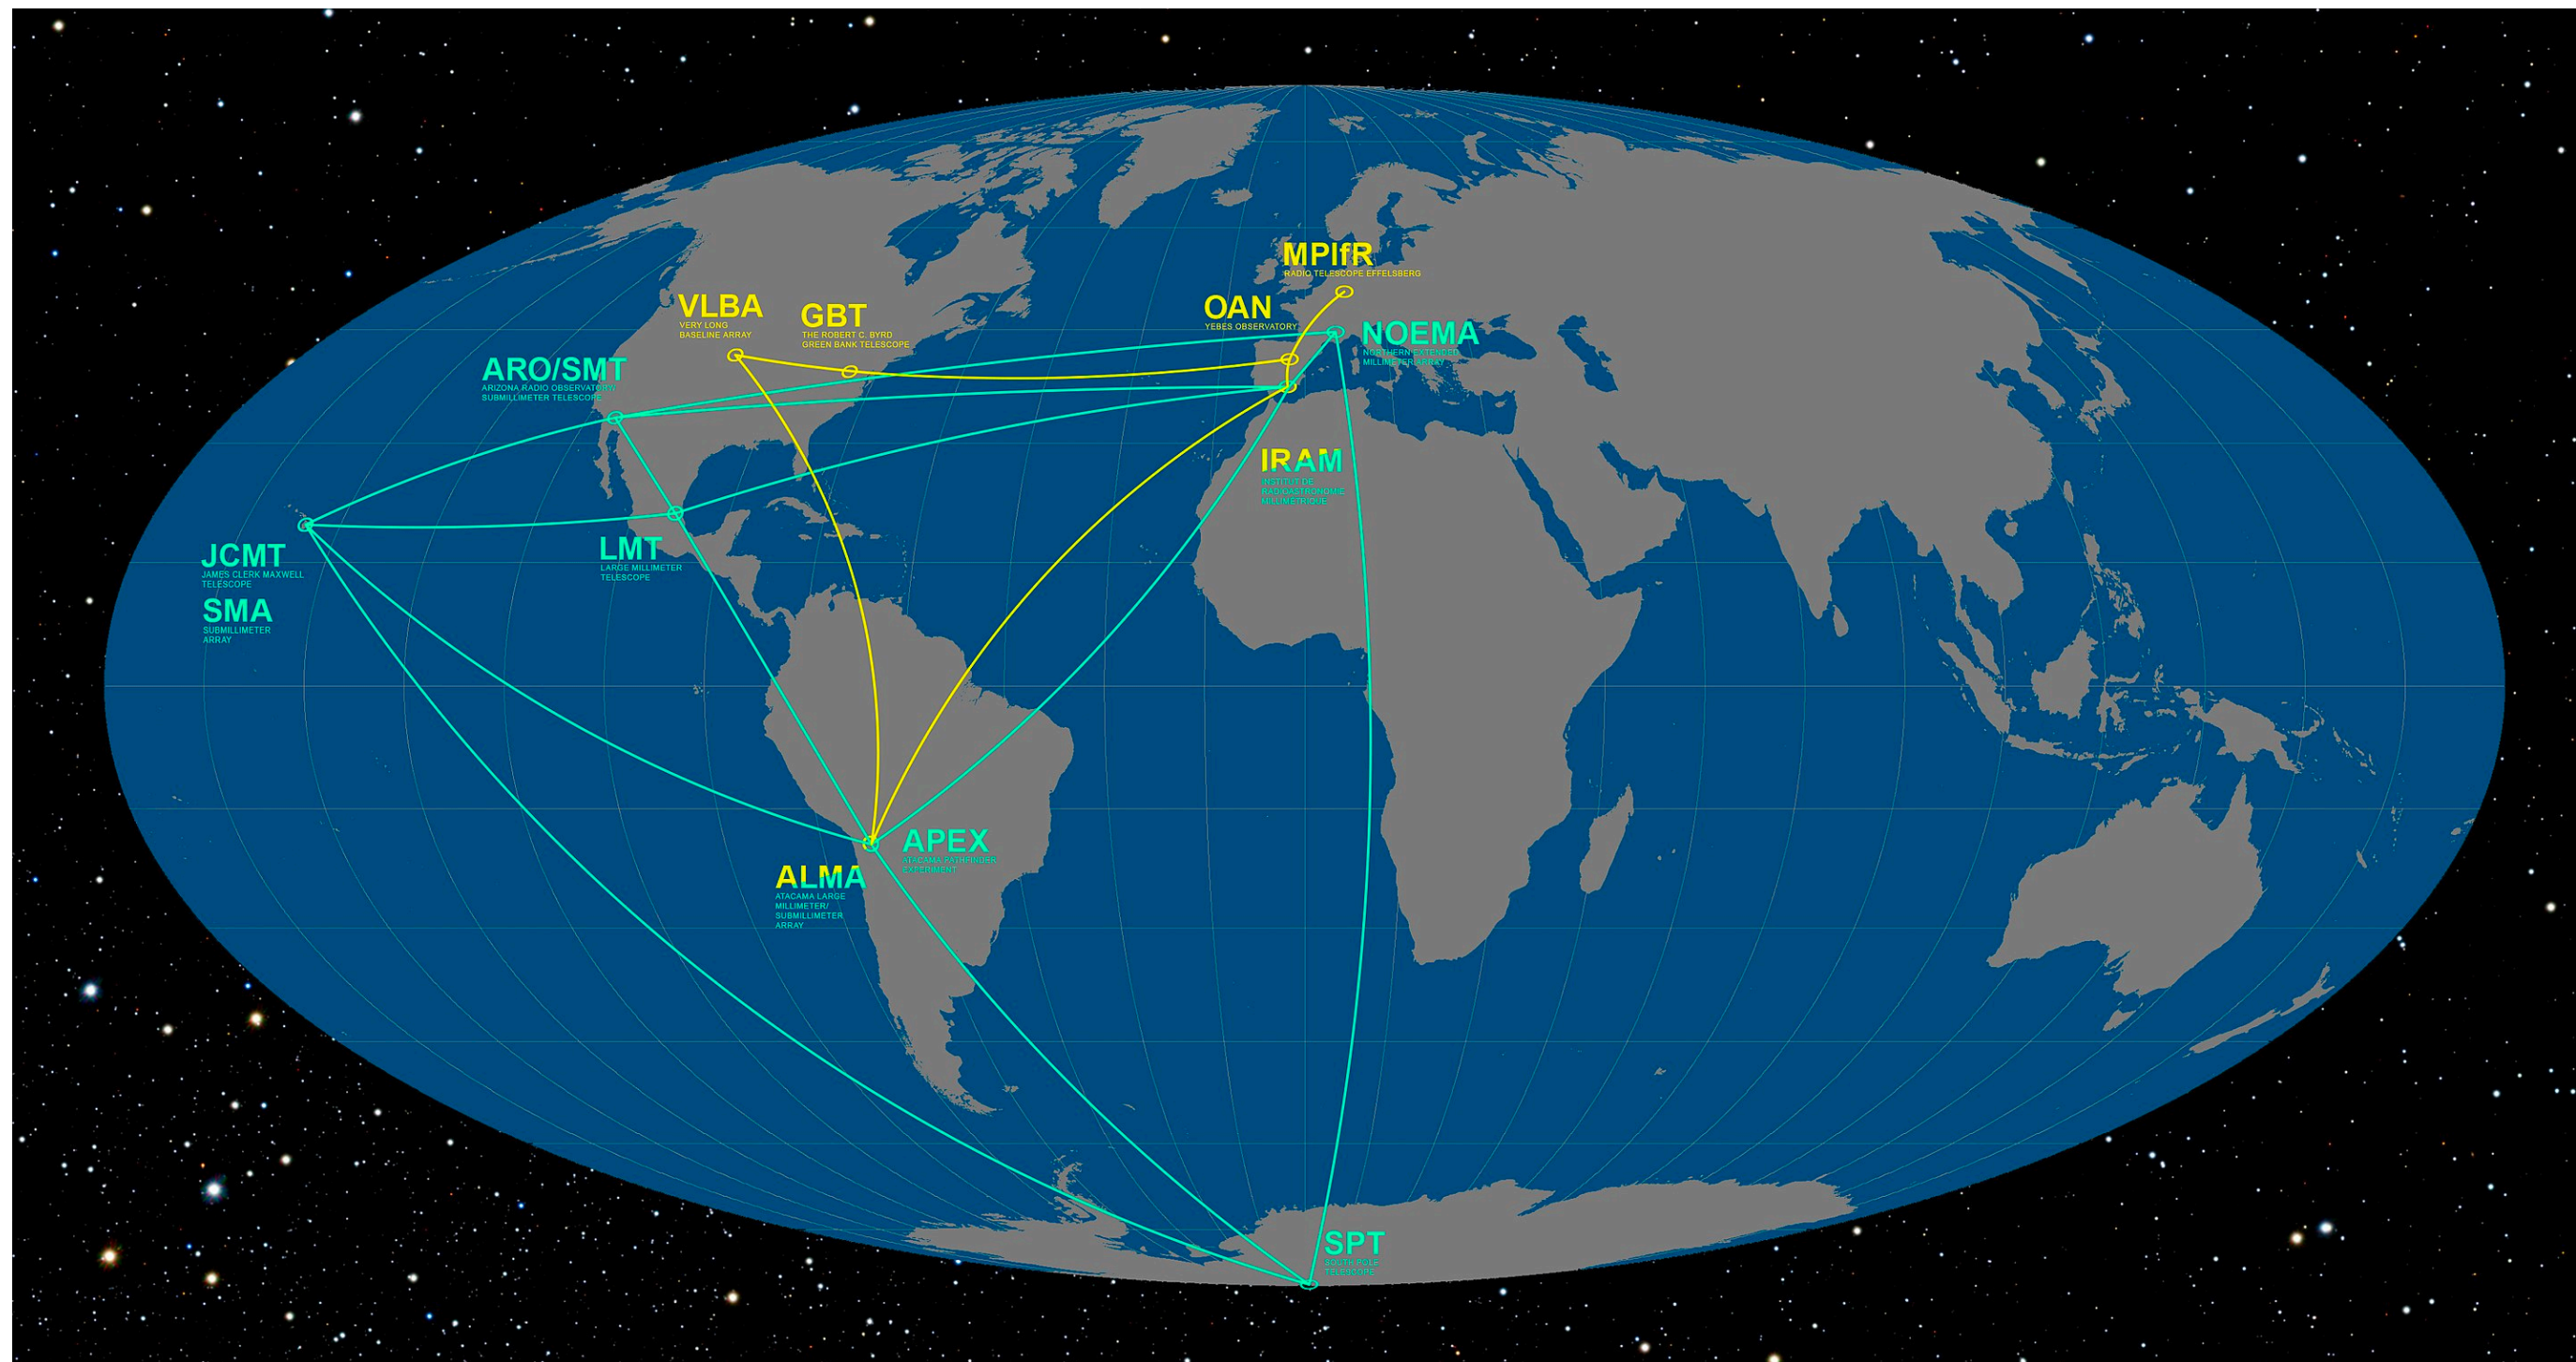 MPIfR
RADIO TELESCOPE EFFELSBERG
VLBA
VERY LONG
BASELINE ARRAY
GBT
THE ROBERT C. BYRD
GREEN BANK TELESCOPE
OAN
YEBES OBSERVATORY
NOEMA
NORTHERN EXTENDED
MILLIMETER ARRAY
ARO/SMT
ARIZONA RADIO OBSERVATORY
SUBMILLIMETER TELESCOPE
IRAM
INSTITUT DE
RADIOASTRONOMIE
MILLIMÉTRIQUE
JCMT
JAMES CLERK MAXWELL
TELESCOPE
SMA
SUBMILLIMETER
ARRAY
LMT
LARGE MILLIMETER
TELESCOPE
APEX
ATACAMA PATHFINDER
EXPERIMENT
ALMA
ATACAMA LARGE
MILLIMETER/
SUBMILLIMETER
ARRAY
SPT
SOUTH POLE
TELESCOPE